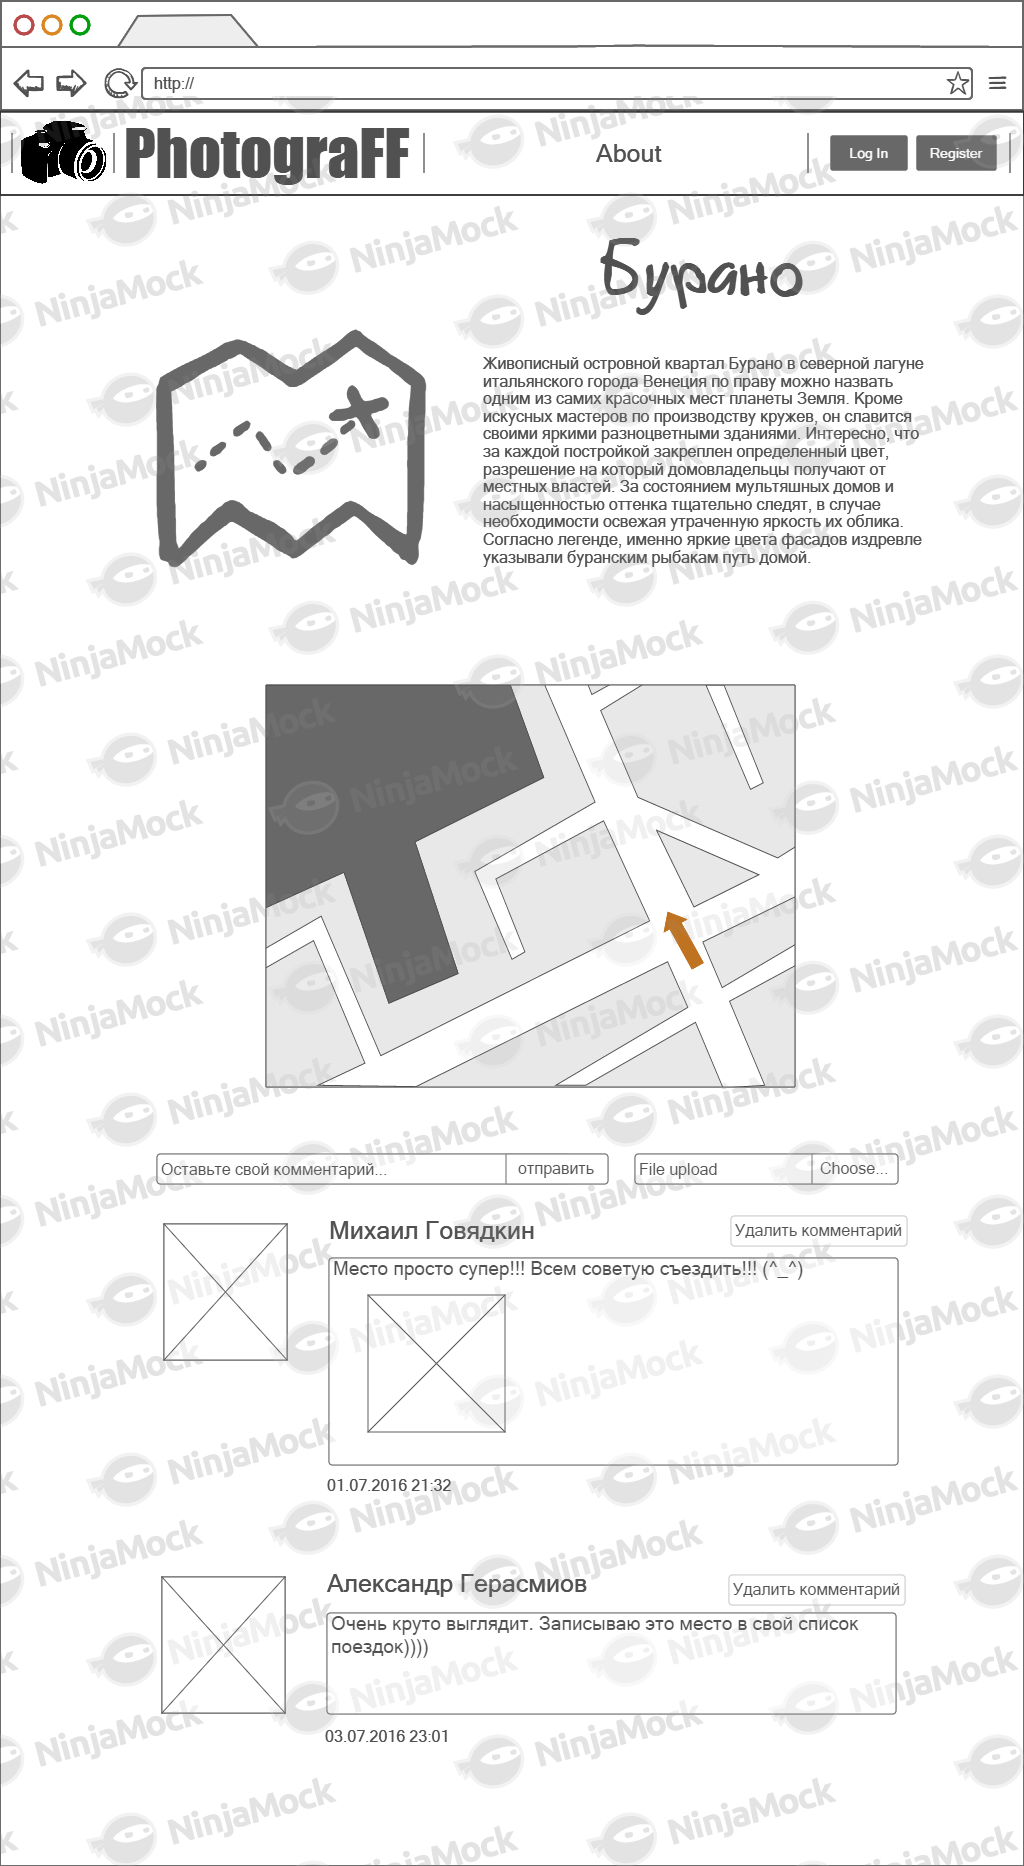 http://
PhotograFF
About
Log In
Register
Бурано
Живописный островной квартал Бурано в северной лагуне
итальянского города Венеция по праву можно назвать
одним из самих красочных мест планеты Земля. Кроме
искусных мастеров по производству кружев, он славится
своими яркими разноцветными зданиями. Интересно, что
за каждой постройкой закреплен определенный цвет,
разрешение на который домовладельцы получают от
местных властей. За состоянием мультяшных домов и
насыщенностью оттенка тщательно следят, в случае
необходимости освежая утраченную яркость их облика.
Согласно легенде, именно яркие цвета фасадов издревле
указывали буранским рыбакам путь домой.
Оставьте свой комментарий...
отправить
File upload
Choose...
Михаил Говядкин
Удалить комментарий
Место просто супер!!! Всем советую съездить!!! (^_^)
01.07.2016 21:32
Александр Герасмиов
Удалить комментарий
Очень круто выглядит. Записываю это место в свой список
поездок))))
03.07.2016 23:01
NinjaMock